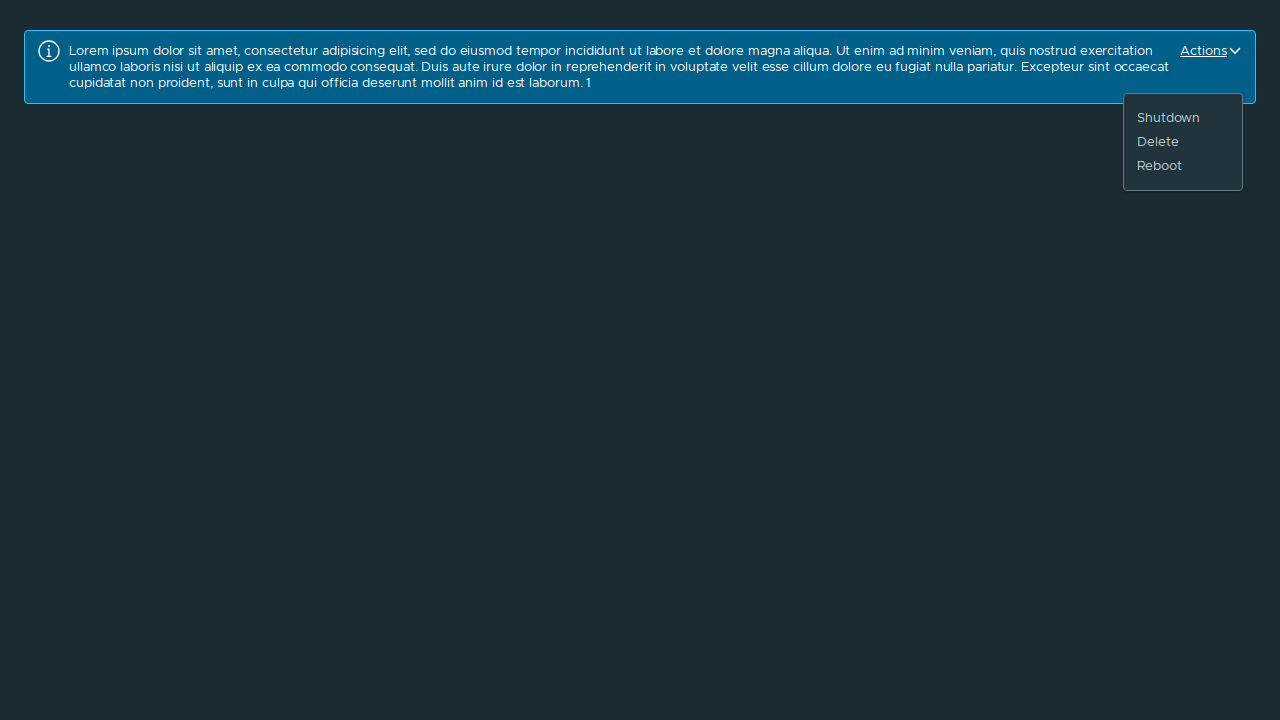 Lorem ipsum dolor sit amet, consectetur adipisicing elit, sed do eiusmod tempor incididunt ut labore et dolore magna aliqua. Ut enim ad minim veniam, quis nostrud exercitation
ullamco laboris nisi ut aliquip ex ea commodo consequat. Duis aute irure dolor in reprehenderit in voluptate velit esse cillum dolore eu fugiat nulla pariatur. Excepteur sint occaecat
cupidatat non proident, sunt in culpa qui officia deserunt mollit anim id est laborum. 1
Actions
Shutdown
Delete
Reboot